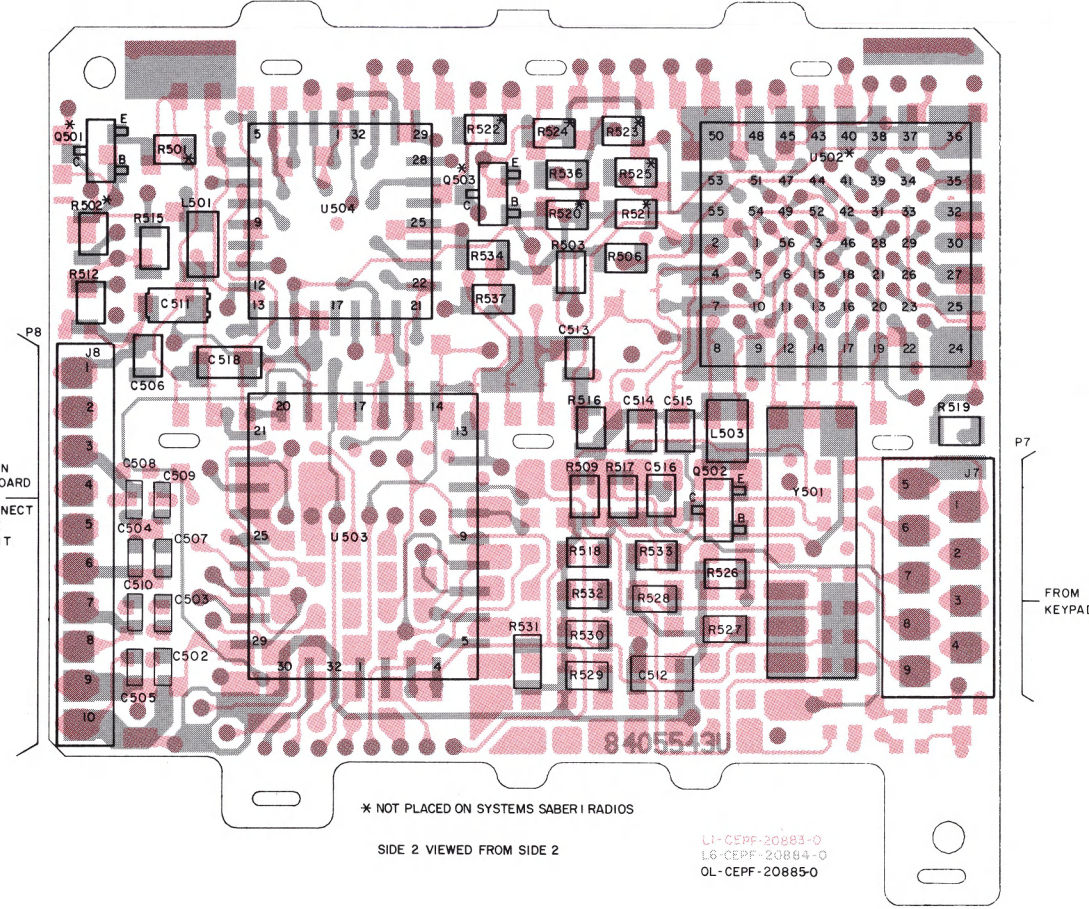 E
Q501
*
C
B
R501
*
R502
*
R515
L501
R512
C511
C506
C518
5 1 32 29
28
U504
9
25
12
22
13 17 21
R522
*
R524
*
R523
*
*
Q503
E
C
B
R536
R525
*
R520
*
R521
*
R534
R503
R506
R537
C513
50 48 45 43 40 38 37 36
U502*
53 51 47 44 41 39 34 35
55 54 49 52 42 31 33 32
2 1 56 3 46 28 29 30
4 5 6 15 18 21 26 27
7 10 11 13 16 20 23 25
8 9 12 14 17 19 22 24
P8
J8
1
2
3
4
5
6
7
8
9
10
N
OARD
NNECT
T
C508
C509
C504
C507
C510
C503
C502
C505
20 17 14
21 13
U503
25 9
29 5
30 32 1 4
R516
C514
C515
L503
R519
R509
R517
C516
Q502
E
C
B
Y501
R518
R533
R526
R532
R528
R531
R530
R527
R529
C512
P7
J7
5
1
6
2
7
3
8
4
9
FROM
KEYPAD
8405543U
* NOT PLACED ON SYSTEMS SABER I RADIOS
SIDE 2 VIEWED FROM SIDE 2
L1-CEPF-20883-O
L6-CEPF-20884-O
OL-CEPF-20885-O